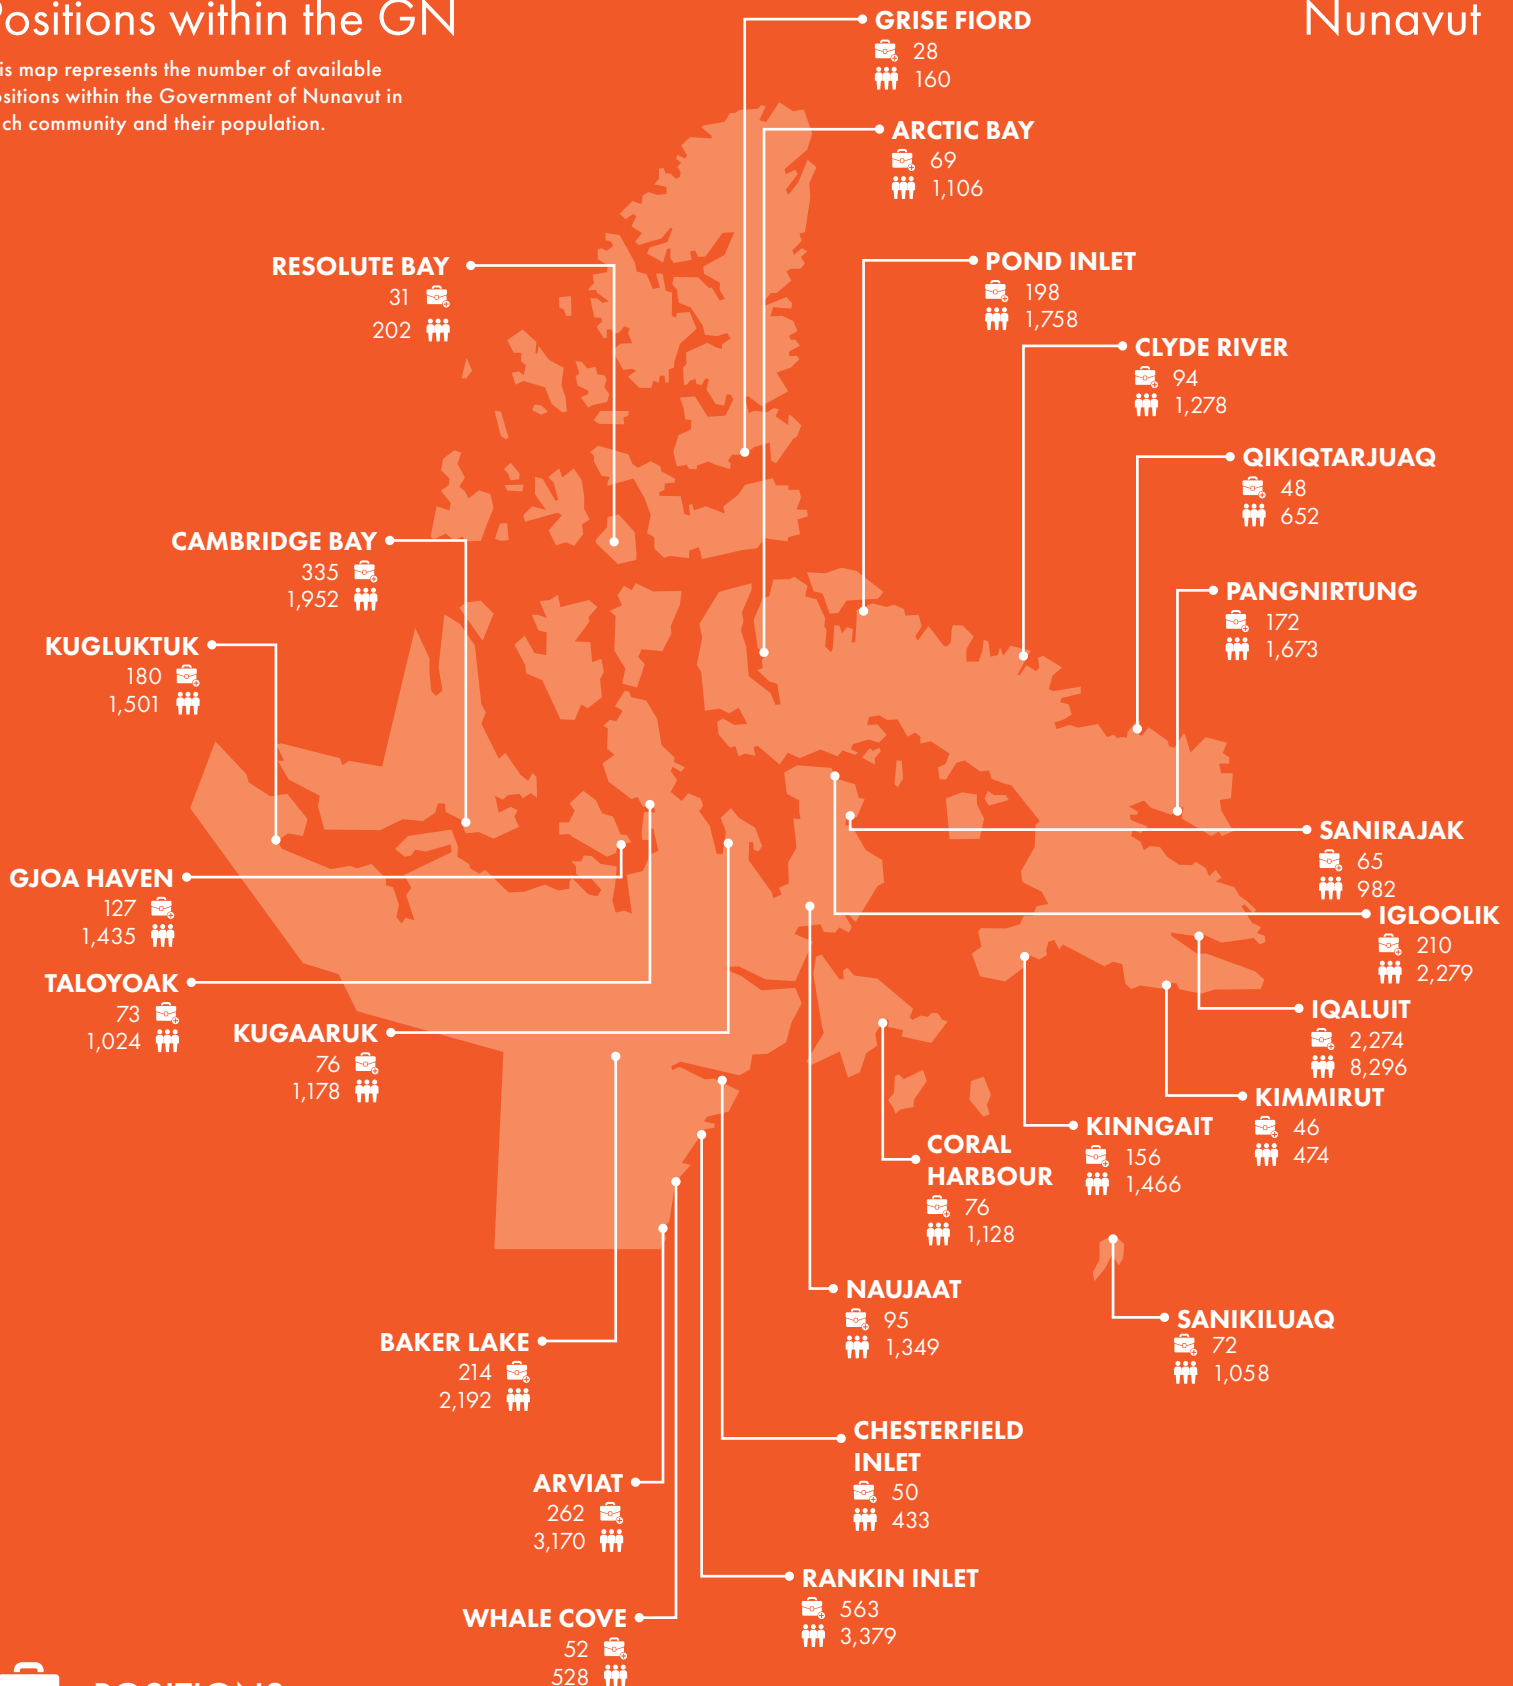 within the GN
Nunavut
map represents the number of available
within the Government of Nunavut in
community and their population.
GRISE FIORD
28
160
ARCTIC BAY
69
1,106
RESOLUTE BAY
31
202
POND INLET
198
1,758
CLYDE RIVER
94
1,278
QIKIQTARJUAQ
48
652
CAMBRIDGE BAY
335
1,952
PANGNIRTUNG
172
1,673
KUGLUKTUK
180
1,501
SANIRAJAK
65
982
GJOA HAVEN
127
1,435
IGLOOLIK
210
2,279
TALOYOAK
73
1,024
IQALUIT
2,274
8,296
KUGAARUK
76
1,178
KIMMIRUT
46
474
KINNGAIT
156
1,466
CORAL
HARBOUR
76
1,128
NAUJAAT
95
1,349
SANIKILUAQ
72
1,058
BAKER LAKE
214
2,192
CHESTERFIELD
INLET
50
433
ARVIAT
262
3,170
RANKIN INLET
563
3,379
WHALE COVE
52
528